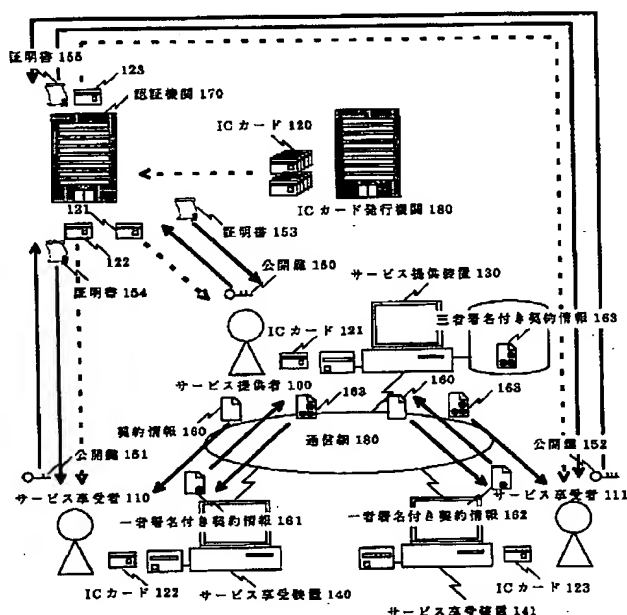 証明書 155
123
認証機関 170
ICカード 120
ICカード発行機関 180
121
122
証明書 154
証明書 153
公開鍵 150
サービス提供装置 130
三者署名付き契約情報 163
ICカード 121
サービス提供者 100
163
160
163
契約情報 160
通信網 180
公開鍵 151
公開鍵 152
サービス享受者 110
サービス享受者 111
一者署名付き契約情報 161
一者署名付き契約情報 162
ICカード 122
サービス享受装置 140
ICカード 123
サービス享受装置 141